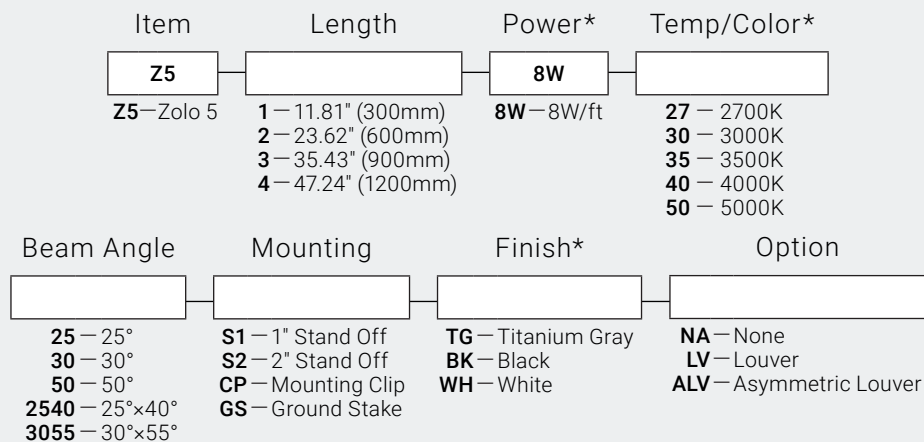 Item Length Power* Temp/Color*
Z5 8W
Z5—Zolo 5 1—11.81" (300mm) 8W—8W/ft 27 — 2700K
2—23.62" (600mm) 30 — 3000K
3—35.43" (900mm) 35 — 3500K
4—47.24" (1200mm) 40 — 4000K
50 — 5000K
Beam Angle Mounting Finish* Option
25—25° S1—1" Stand Off TG—Titanium Gray NA—None
30—30° S2—2" Stand Off BK—Black LV—Louver
50—50° CP—Mounting Clip WH—White ALV—Asymmetric Louver
2540—25°×40° GS—Ground Stake
3055—30°×55°